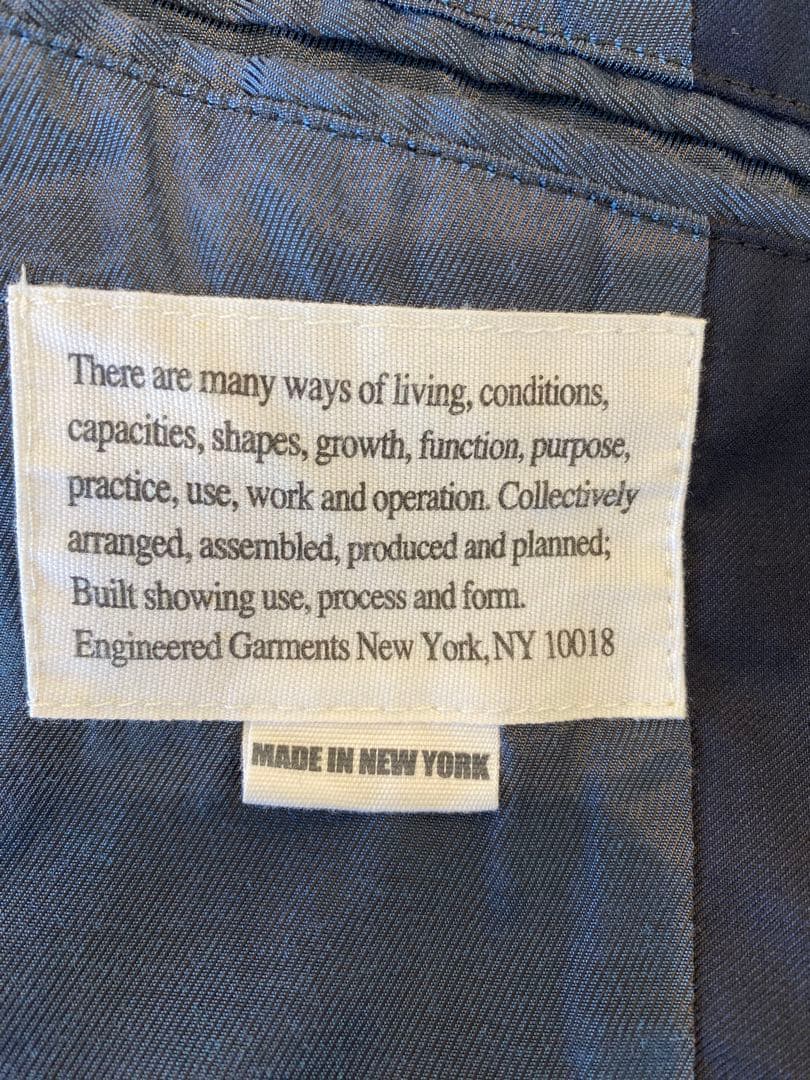 There are many ways of living, conditions,
capacities, shapes, growth, function, purpose,
practice, use, work and operation. Collectively
arranged, assembled, produced and planned;
Built showing use, process and form.
Engineered Garments New York, NY 10018
MADE IN NEW YORK